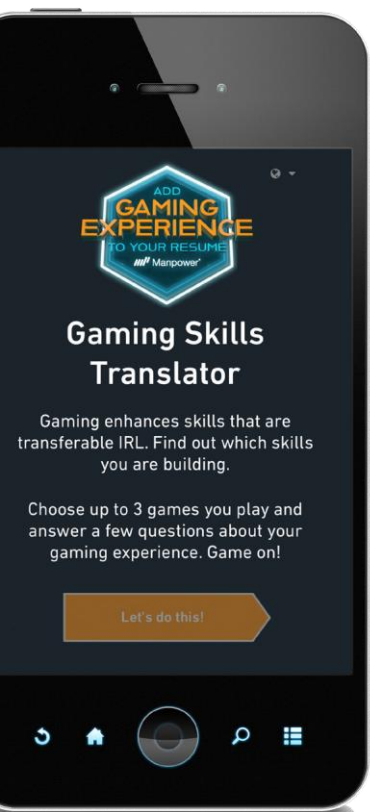 ADD
GAMING
EXPERIENCE
TO YOUR RESUME
Manpower
Gaming Skills
Translator
Gaming enhances skills that are
transferable IRL. Find out which skills
you are building.
Choose up to 3 games you play and
answer a few questions about your
gaming experience. Game on!
Let's do this!